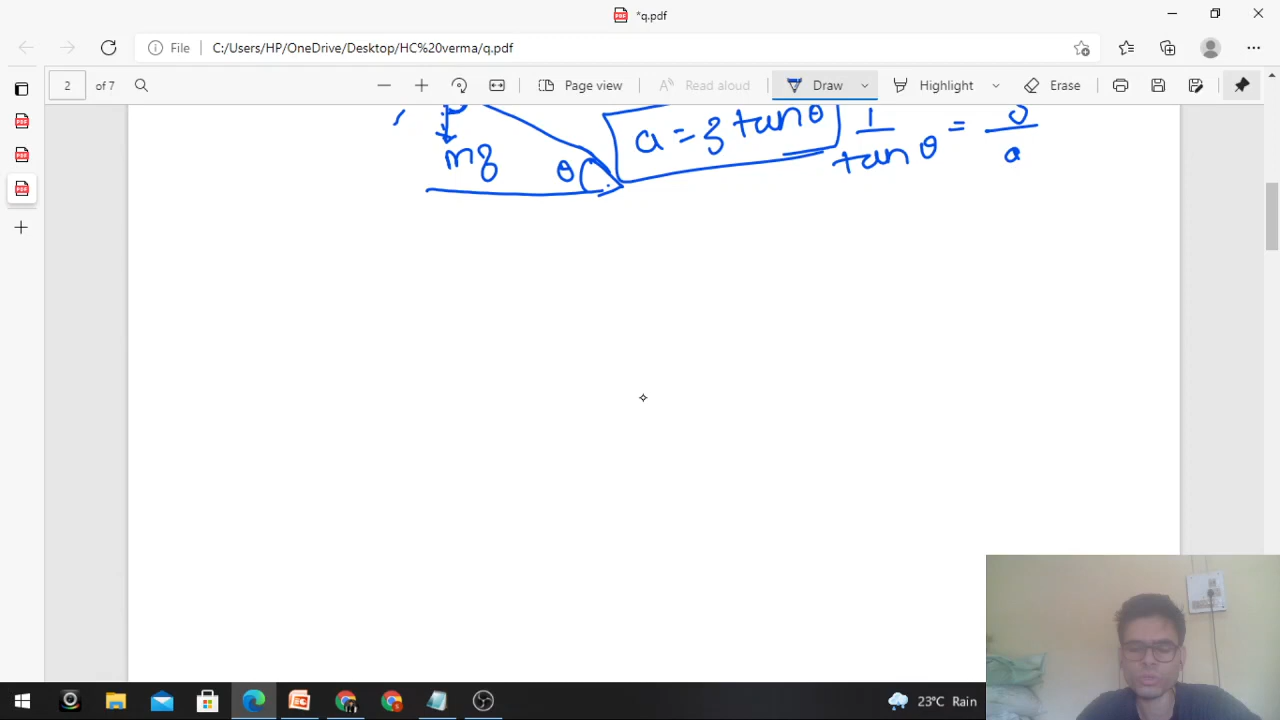 *q.pdf
File C:/Users/HP/OneDrive/Desktop/HC%20verma/q.pdf
2 of 7 Page view Read aloud Draw Highlight Erase
a = g tanθ
1/tanθ = g/a
mg
θ
23°C Rain